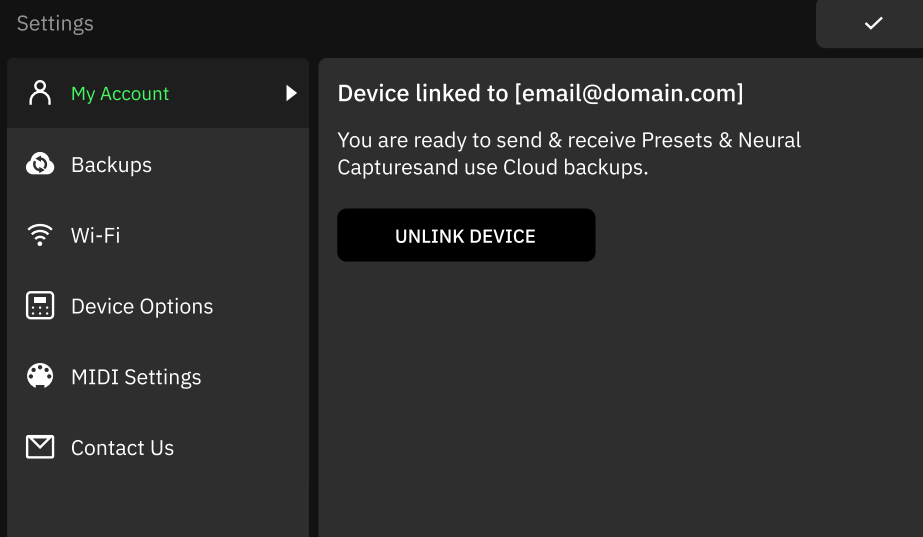 Settings
My Account
Backups
Wi-Fi
Device Options
MIDI Settings
Contact Us
Device linked to [email@domain.com]
You are ready to send & receive Presets & Neural
Capturesand use Cloud backups.
UNLINK DEVICE